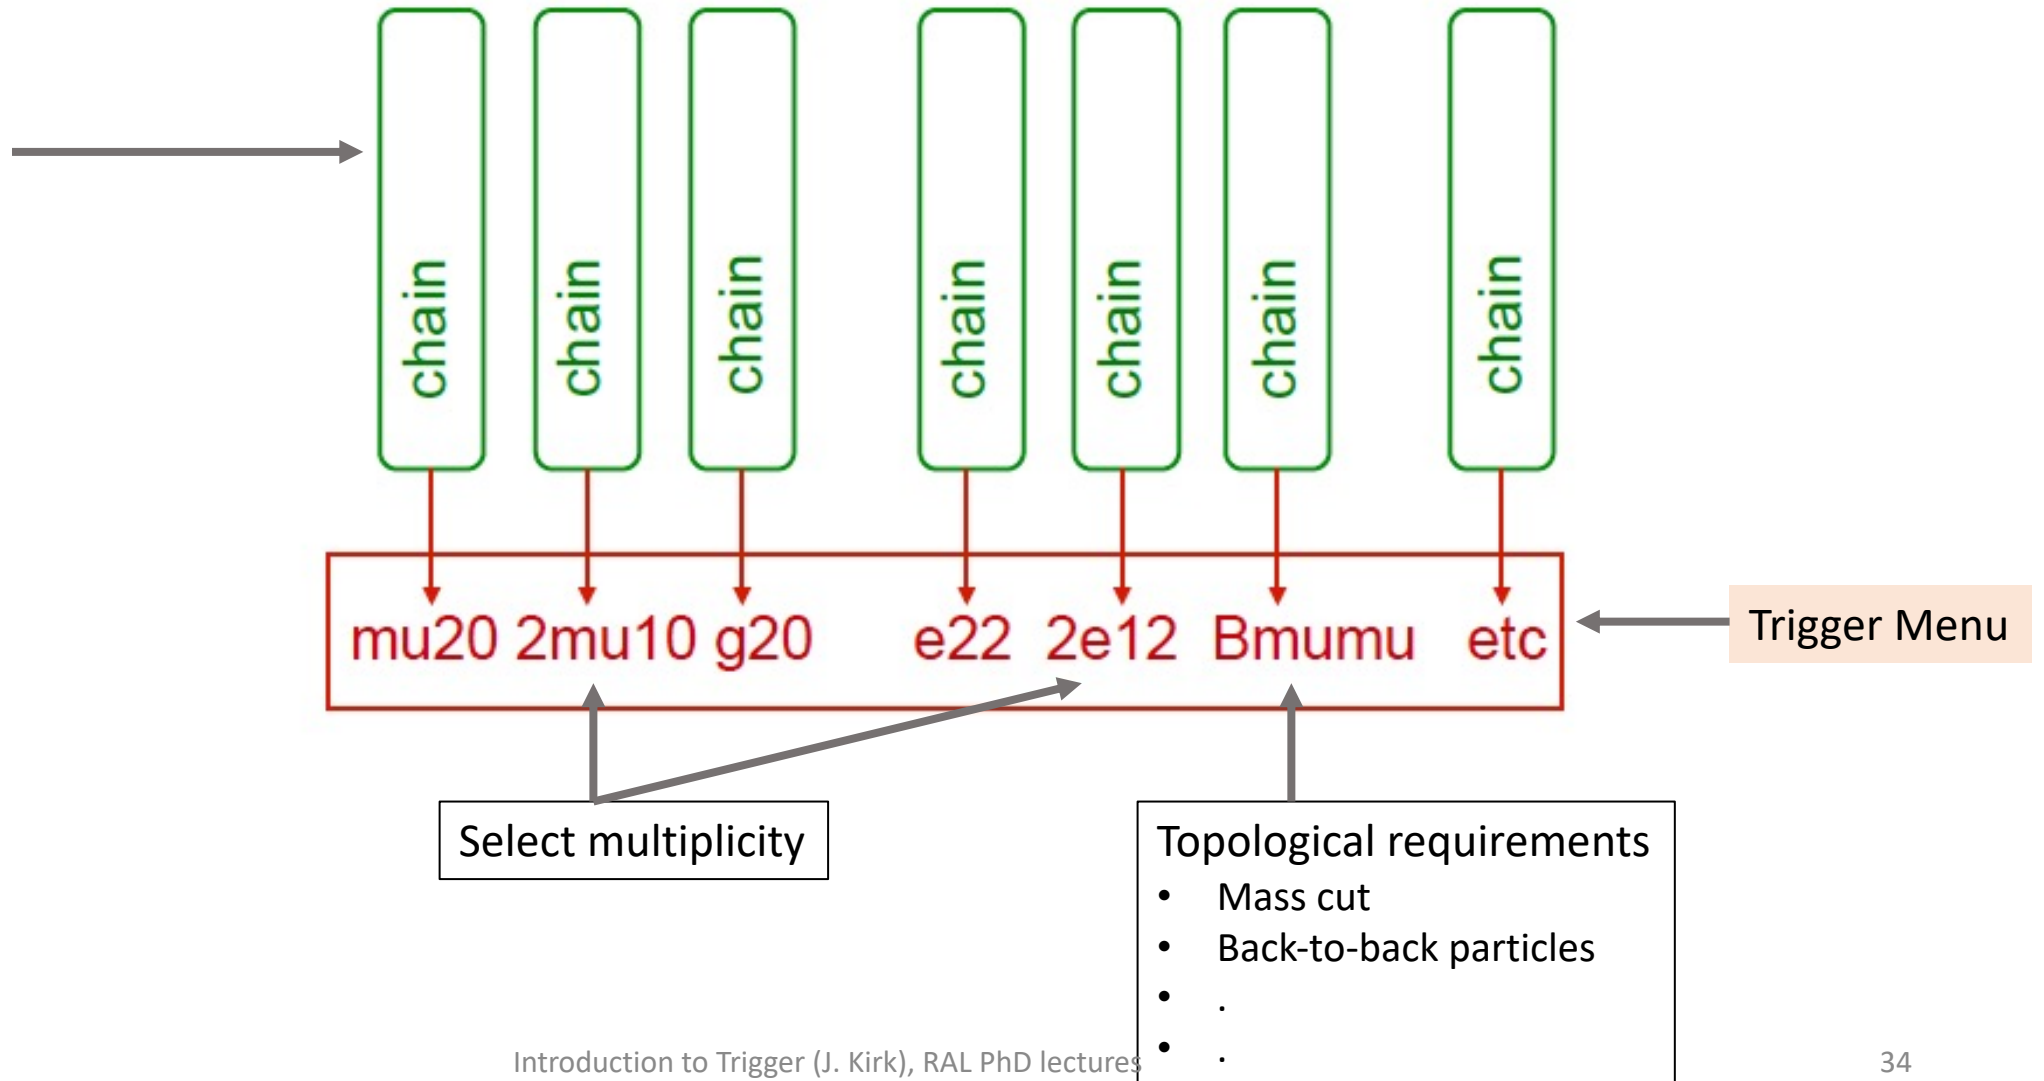 chain chain chain chain chain chain chain
mu20 2mu10 g20 e22 2e12 Bmumu etc
Trigger Menu
Select multiplicity
Topological requirements
• Mass cut
• Back-to-back particles
• .
• .
Introduction to Trigger (J. Kirk), RAL PhD lectures
34